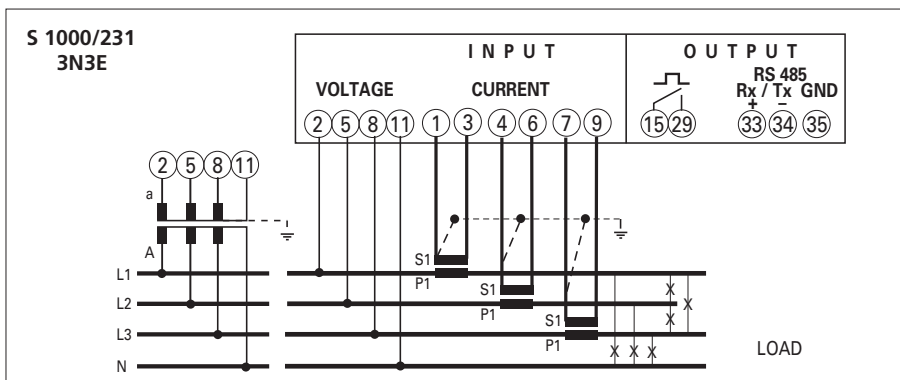 S 1000/231
3N3E
INPUT
OUTPUT
VOLTAGE
CURRENT
RS 485
Rx / Tx GND
+ −
2 5 8 11 1 3 4 6 7 9
15 29 33 34 35
2 5 8 11
a
A
S1
P1
S1
P1
S1
P1
L1
L2
L3
N
X
X
X
X X X
LOAD